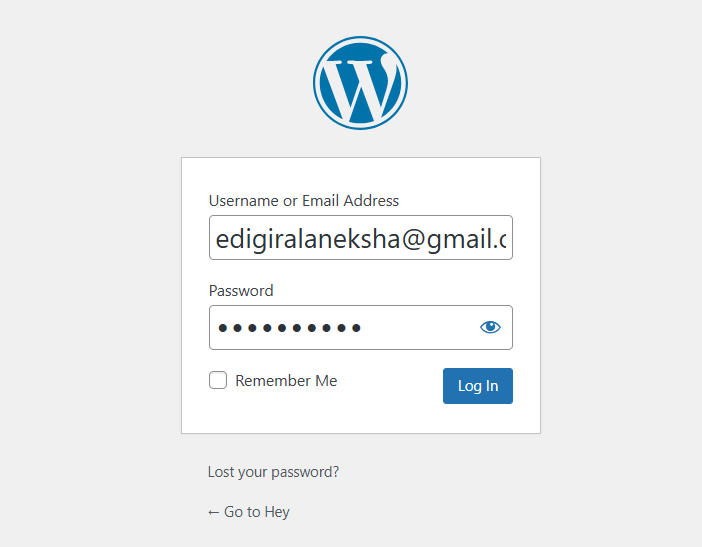 Username or Email Address
edigiralaneksha@gmail.c
Password
Remember Me
Log In
Lost your password?
← Go to Hey